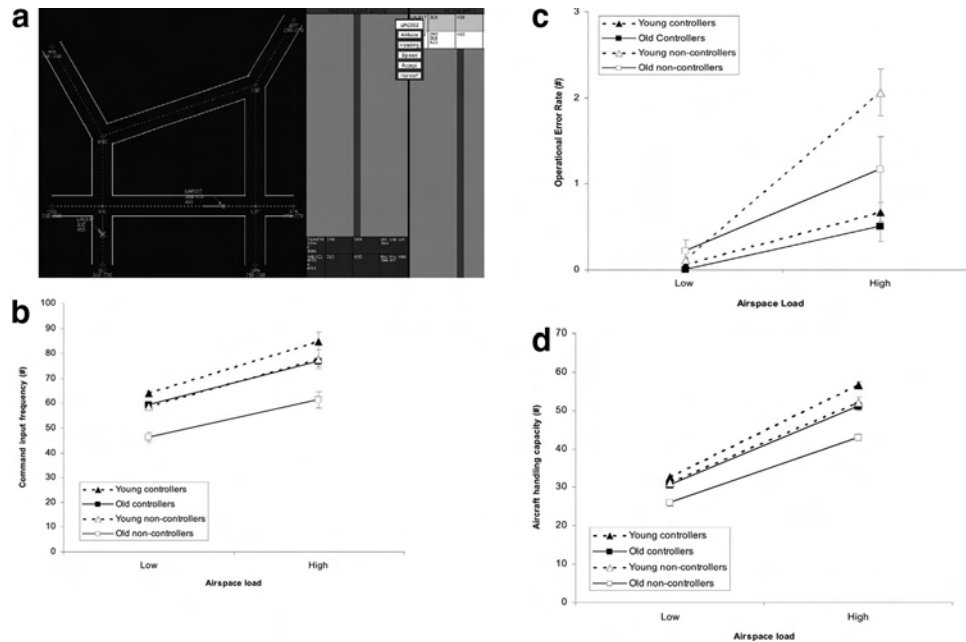 a
Altitude
Heading
Speed
Accept
Handoff
b
100
90
80
70
60
50
40
30
20
10
0
Command input frequency (#)
Young controllers
Old controllers
Young non-controllers
Old non-controllers
Low
High
Airspace load
c
Young controllers
Old Controllers
Young non-controllers
Old non-controllers
2
1
0
Operational Error Rate (#)
Low
High
Airspace Load
d
70
60
50
40
30
20
10
0
Aircraft handling capacity (#)
Young controllers
Old controllers
Young non-controllers
Old non-controllers
Low
High
Airspace load